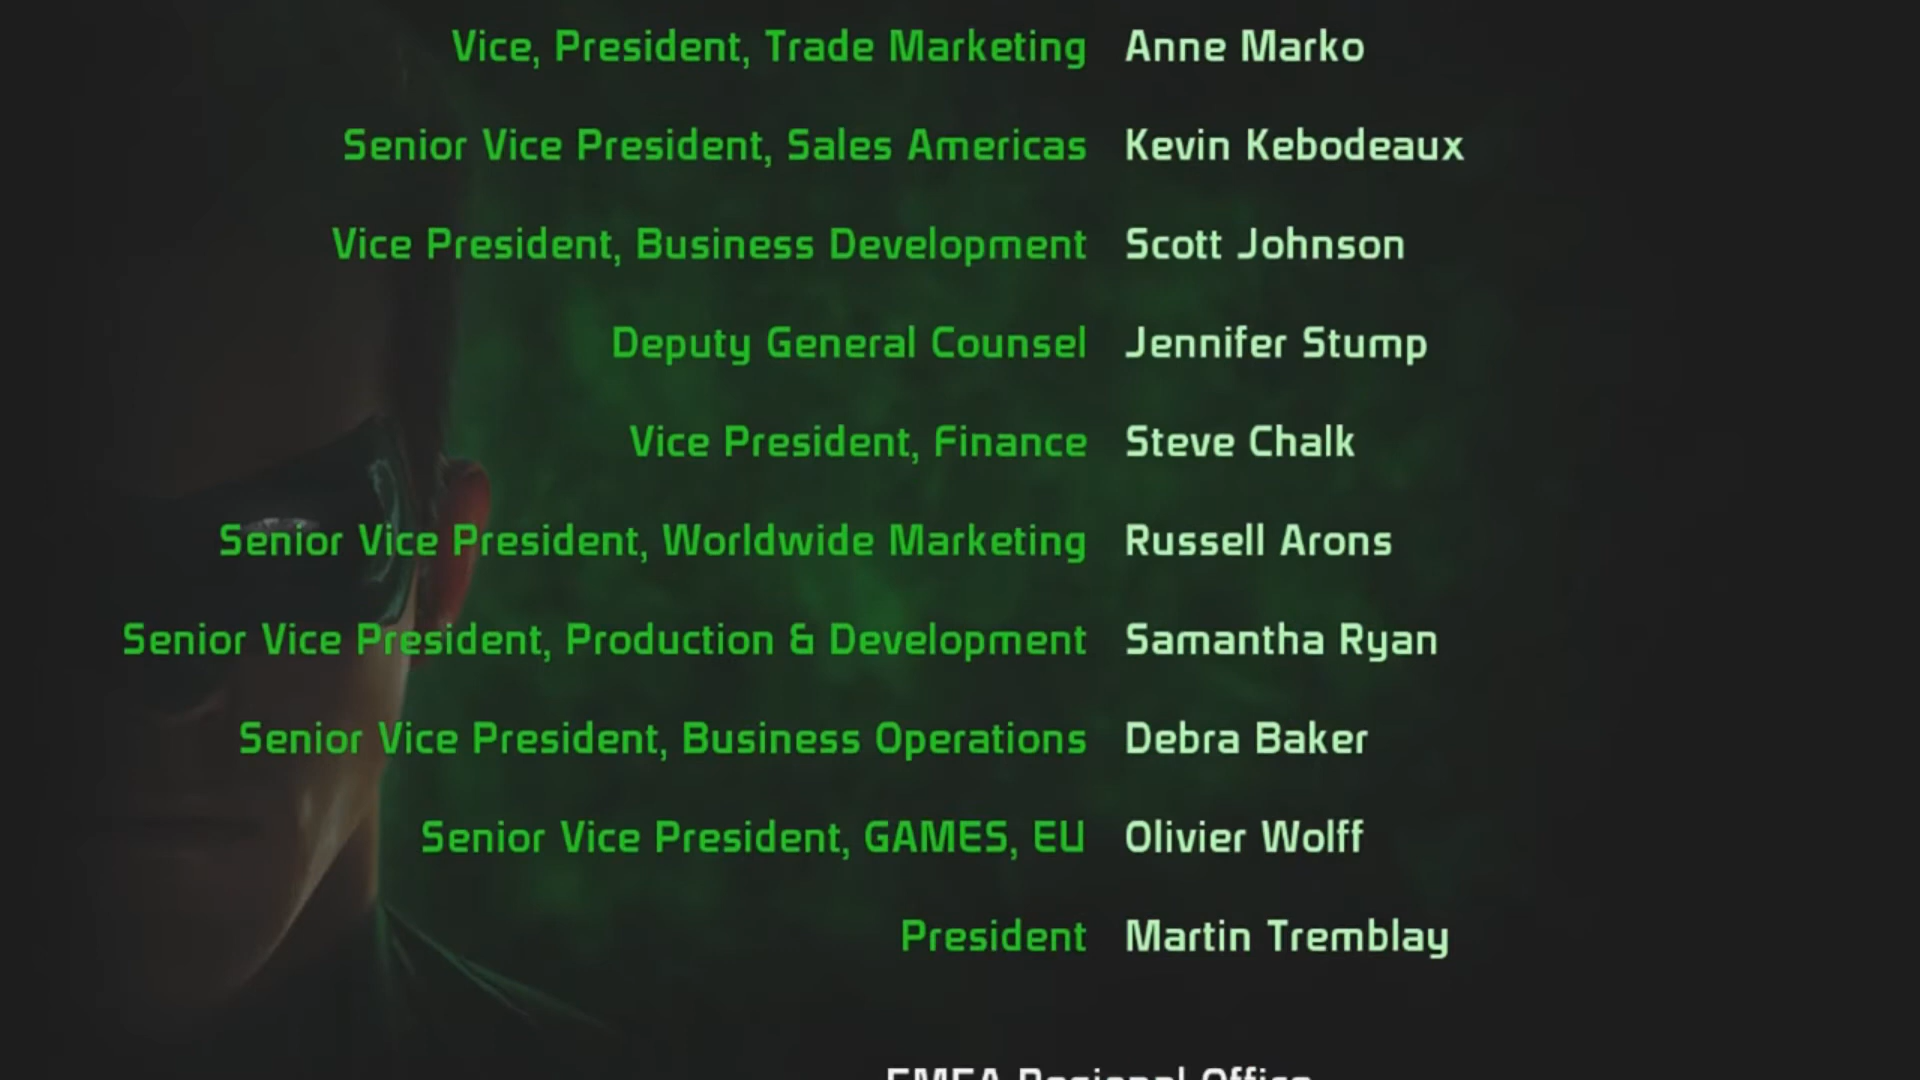 Vice, President, Trade Marketing Anne Marko
Senior Vice President, Sales Americas Kevin Kebodeaux
Vice President, Business Development Scott Johnson
Deputy General Counsel Jennifer Stump
Vice President, Finance Steve Chalk
Senior Vice President, Worldwide Marketing Russell Arons
Senior Vice President, Production & Development Samantha Ryan
Senior Vice President, Business Operations Debra Baker
Senior Vice President, GAMES, EU Olivier Wolff
President Martin Tremblay
EMEA Regional Office